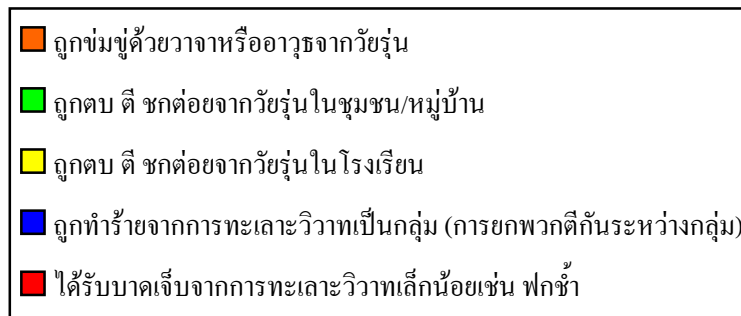 ถูกข่มขู่ด้วยวาจาหรืออาวุธจากวัยรุ่น
ถูกตบ ตี ชกต่อยจากวัยรุ่นในชุมชน/หมู่บ้าน
ถูกตบ ตี ชกต่อยจากวัยรุ่นในโรงเรียน
ถูกทำร้ายจากการทะเลาะวิวาทเป็นกลุ่ม (การยกพวกตีกันระหว่างกลุ่ม)
ได้รับบาดเจ็บจากการทะเลาะวิวาทเล็กน้อยเช่น ฟกช้ำ